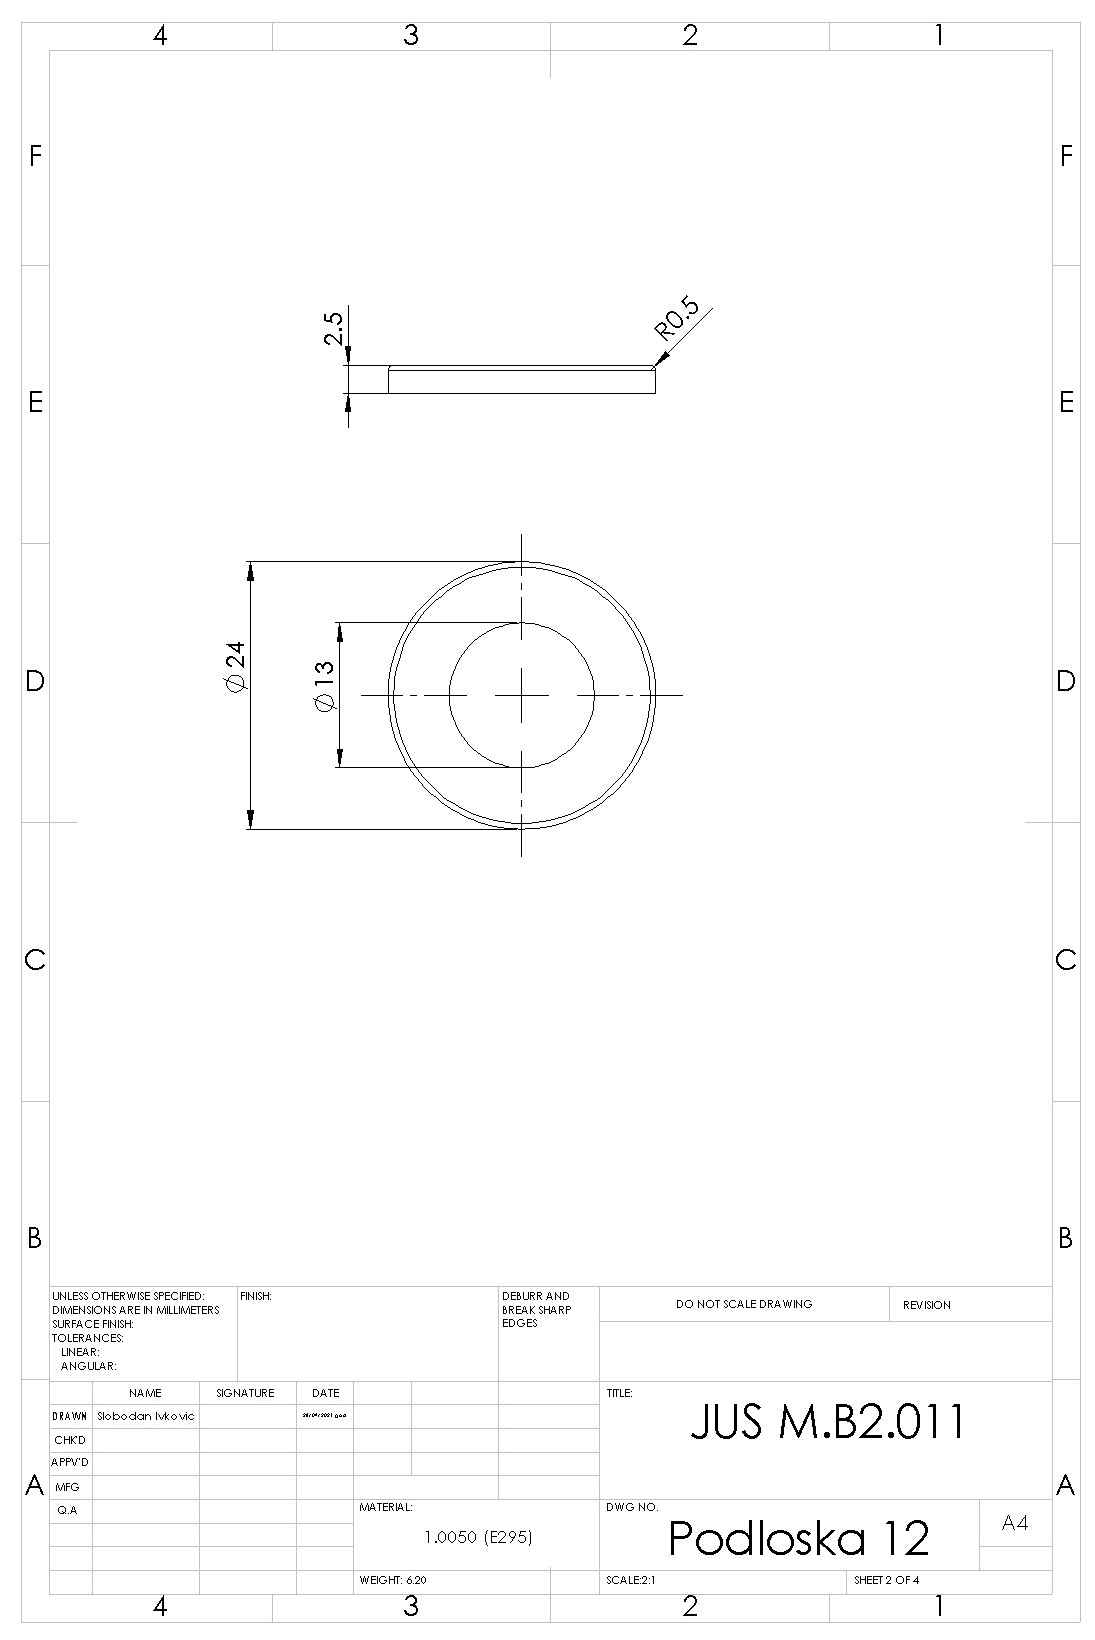 4 3 2 1
F F
2.5 R0.5
E E
⌀24 ⌀13
D D
C C
B B
UNLESS OTHERWISE SPECIFIED:
DIMENSIONS ARE IN MILLIMETERS
SURFACE FINISH:
TOLERANCES:
LINEAR:
ANGULAR:
FINISH:
DEBURR AND
BREAK SHARP
EDGES
DO NOT SCALE DRAWING
REVISION
NAME SIGNATURE DATE
DRAWN Slobodan Ivkovic
CHK'D
APPV'D
MFG
Q.A
TITLE:
JUS M.B2.011
A A
MATERIAL:
1.0050 (E295)
DWG NO.
Podloska 12
A4
WEIGHT: 6.20
SCALE:2:1
SHEET 2 OF 4
4 3 2 1